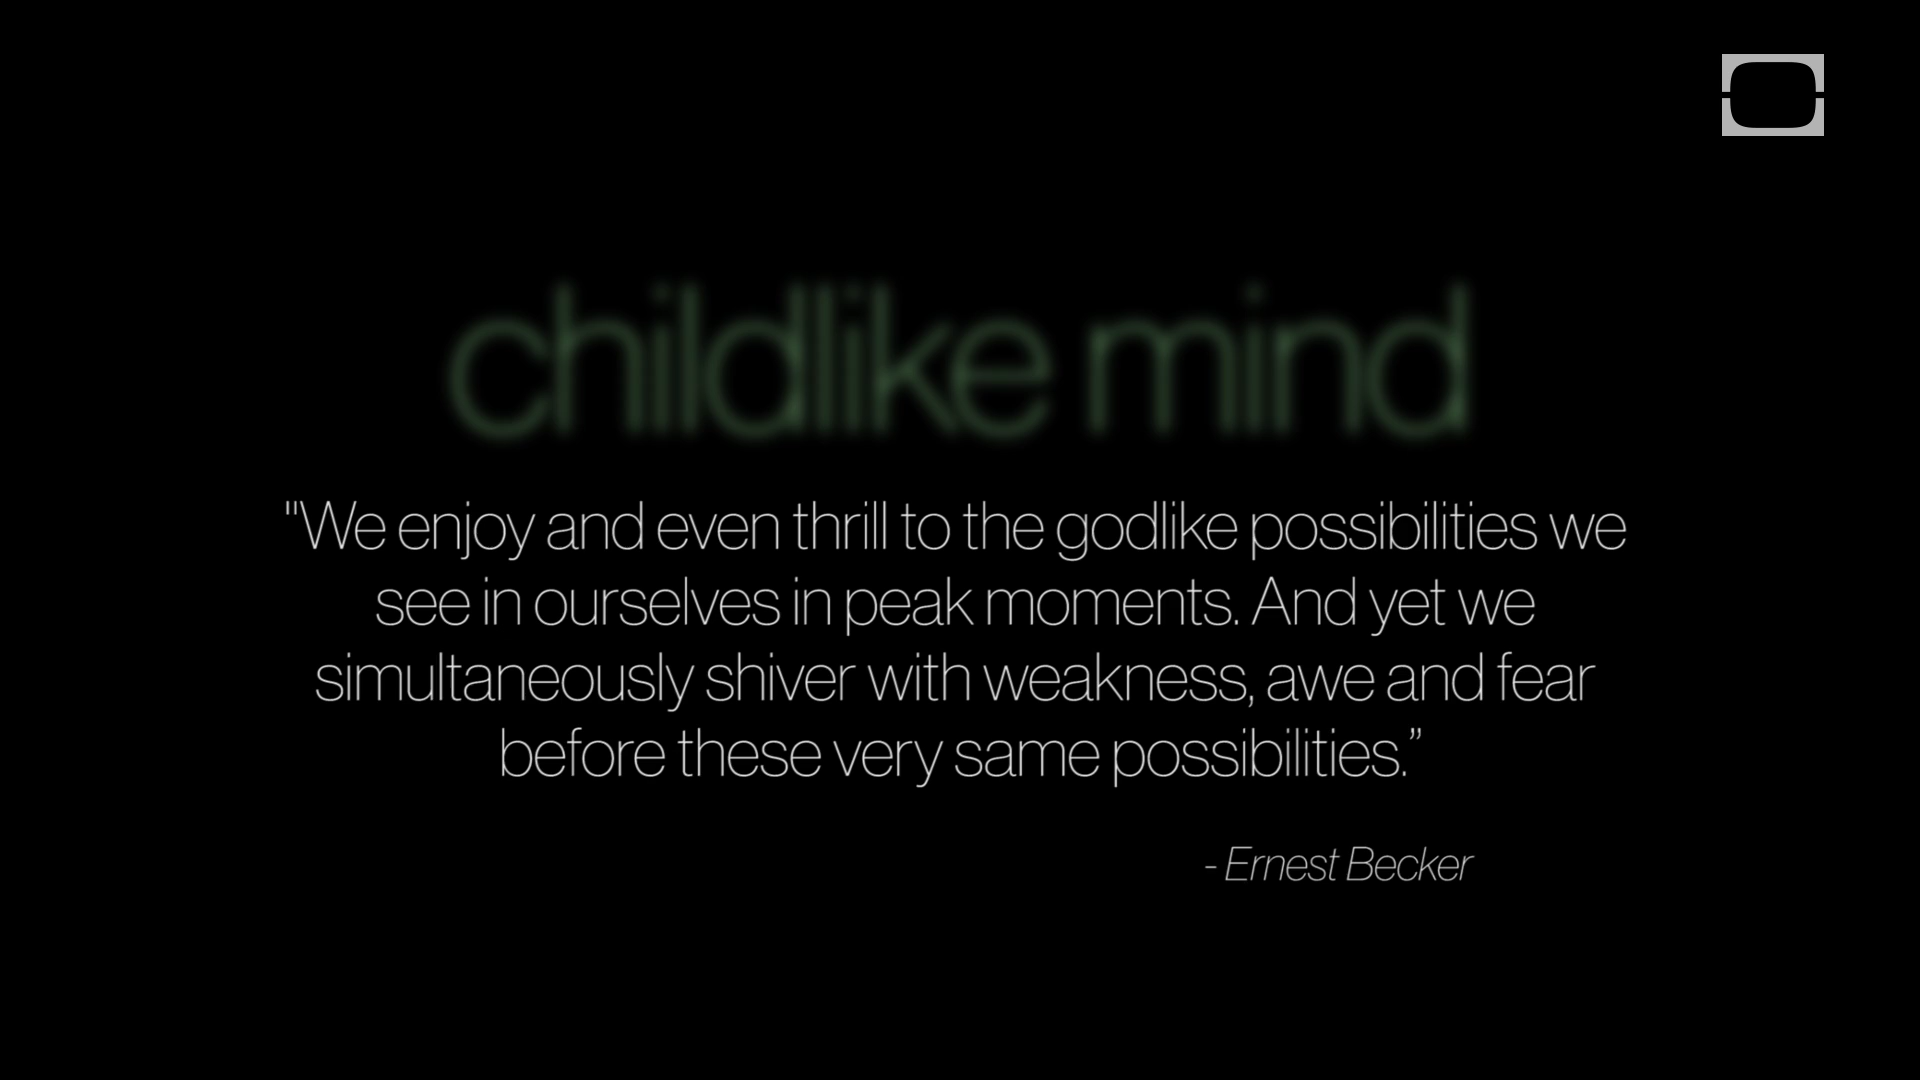 childlike mind
"We enjoy and even thrill to the godlike possibilities we
see in ourselves in peak moments. And yet we
simultaneously shiver with weakness, awe and fear
before these very same possibilities.”
- Ernest Becker